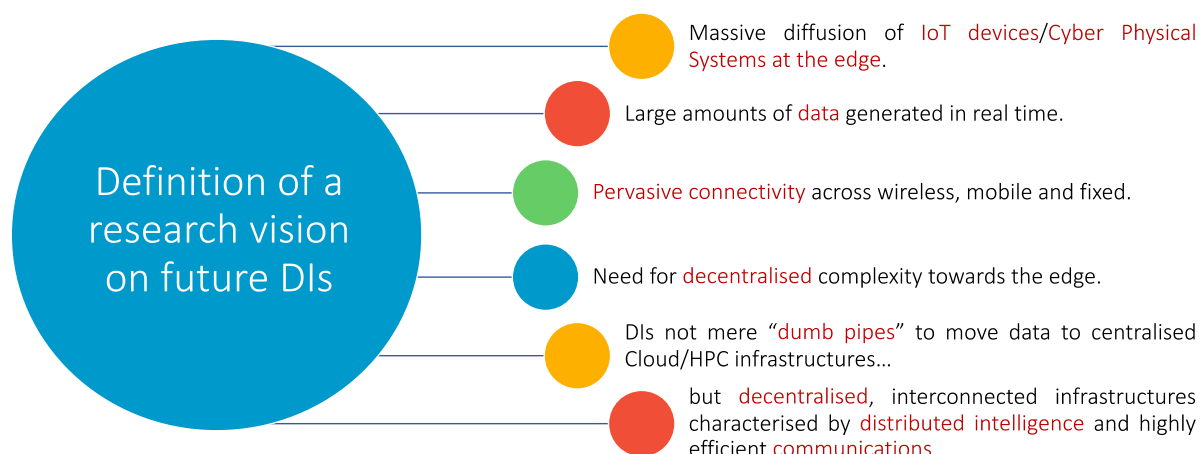 Definition of a
research vision
on future DIs
Massive diffusion of IoT devices/Cyber Physical
Systems at the edge.
Large amounts of data generated in real time.
Pervasive connectivity across wireless, mobile and fixed.
Need for decentralised complexity towards the edge.
DIs not mere “dumb pipes” to move data to centralised
Cloud/HPC infrastructures…
but decentralised, interconnected infrastructures
characterised by distributed intelligence and highly
efficient communications